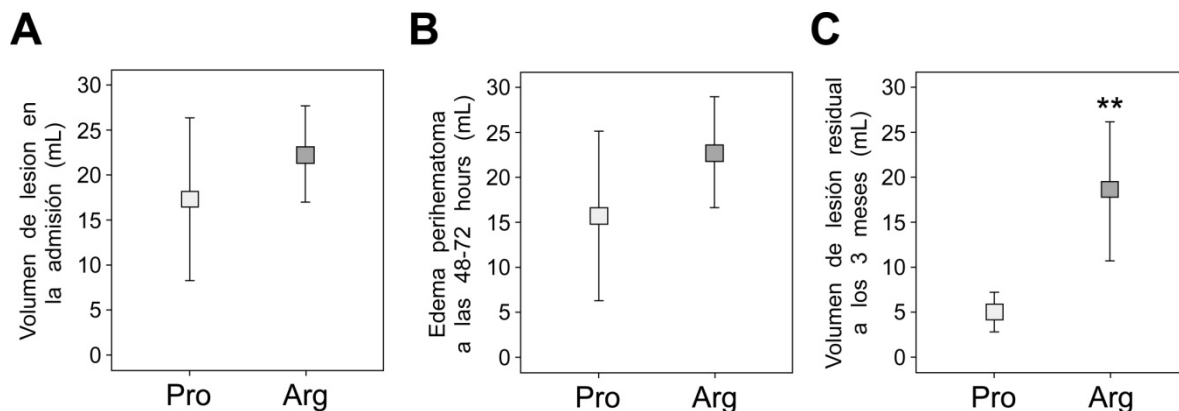 A
Volumen de lesion en
la admisión (mL)
30
25
20
15
10
5
0
Pro Arg
B
Edema perihematoma
a las 48-72 hours (mL)
30
25
20
15
10
5
0
Pro Arg
C
Volumen de lesión residual
a los 3 meses (mL)
30
25
20
15
10
5
0
**
Pro Arg